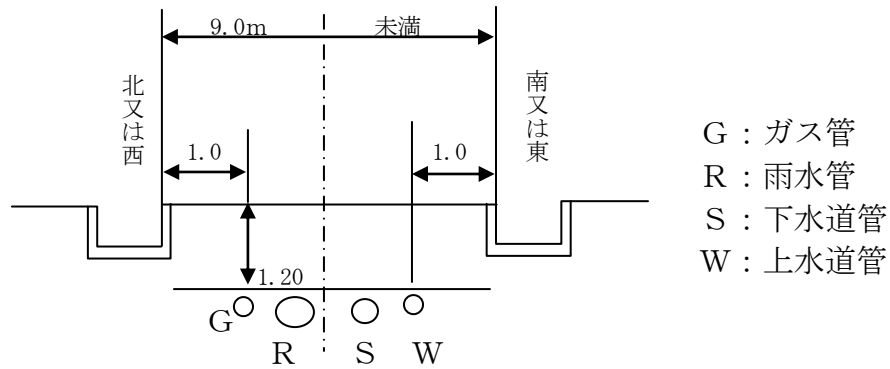 9.0m 未満
北又は西
南又は東
1.0
1.0
1.20
G
R
S
W
G：ガス管
R：雨水管
S：下水道管
W：上水道管